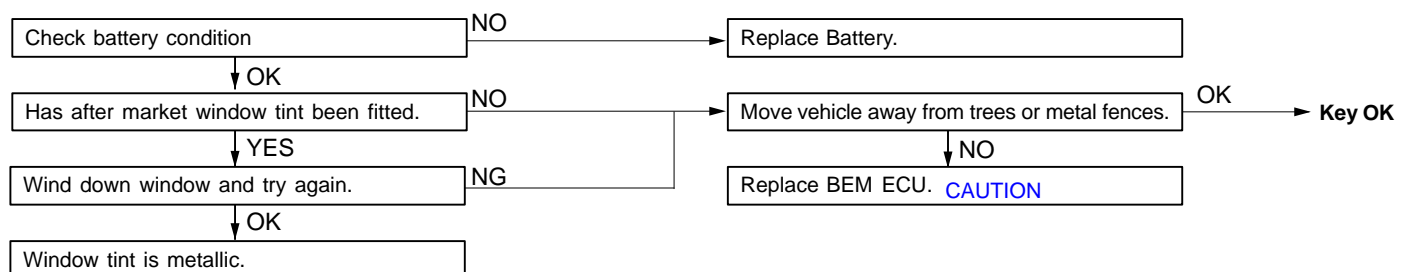 Check battery condition
NO
Replace Battery.
OK
Has after market window tint been fitted.
NO
Move vehicle away from trees or metal fences.
OK
Key OK
YES
NO
Wind down window and try again.
NG
Replace BEM ECU. CAUTION
OK
Window tint is metallic.